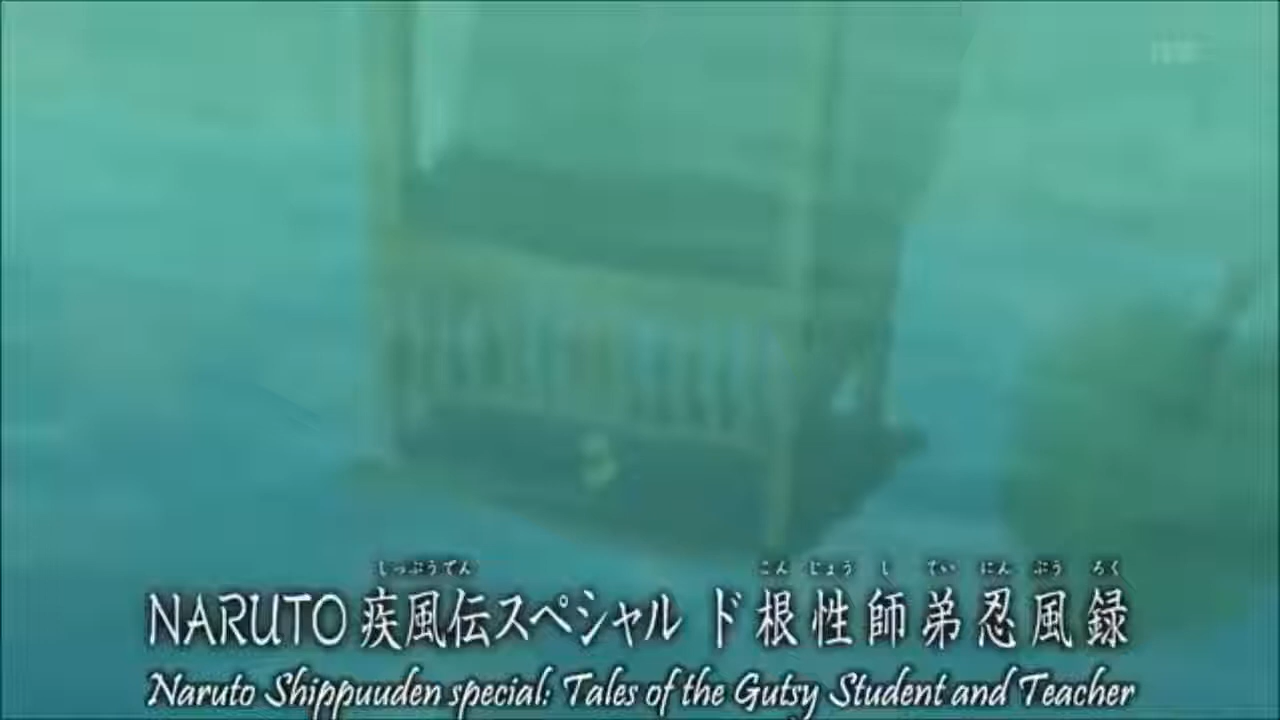 しっぷうでん こん じょう し てい にん ぷう ろく
NARUTO 疾風伝スペシャル ド根性師弟忍風録
Naruto Shippuuden special: Tales of the Gutsy Student and Teacher